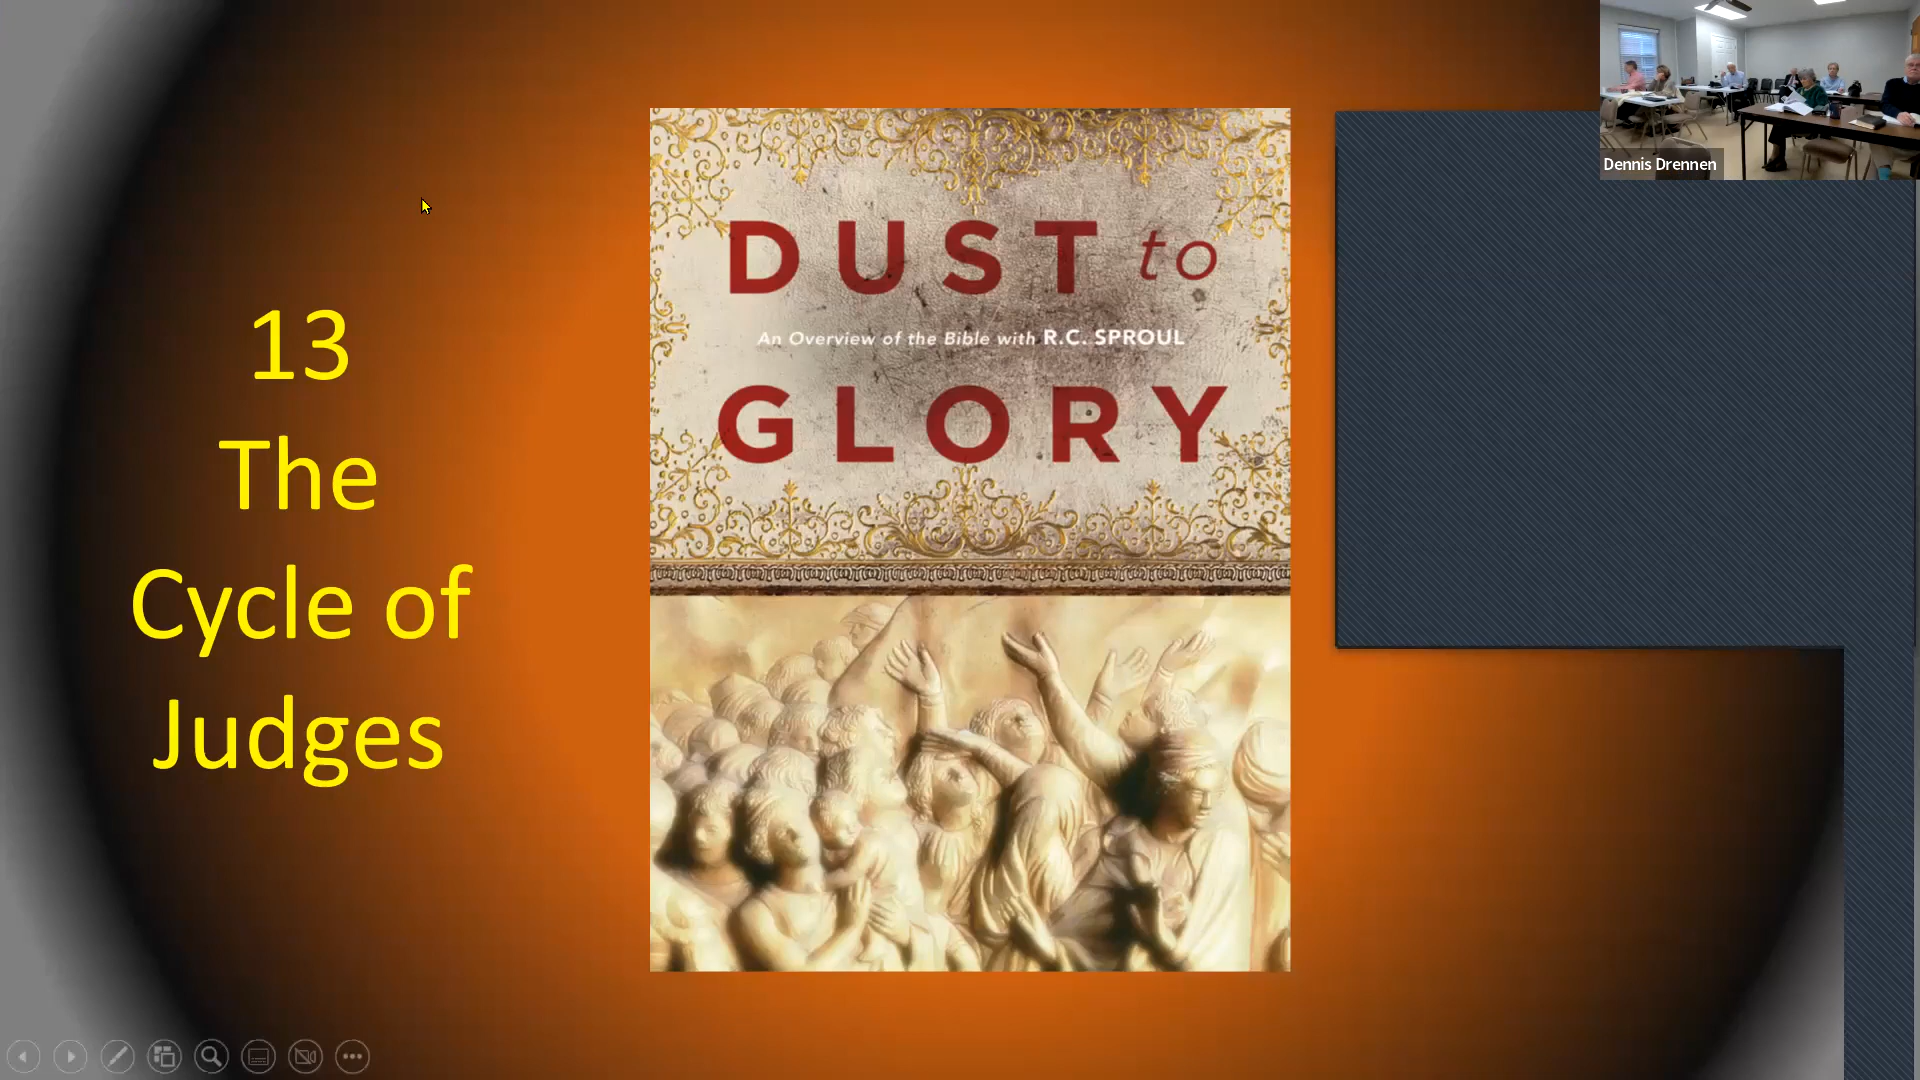 13
The
Cycle of
Judges
DUST to
An Overview of the Bible with R.C. SPROUL
GLORY
Dennis Drennen